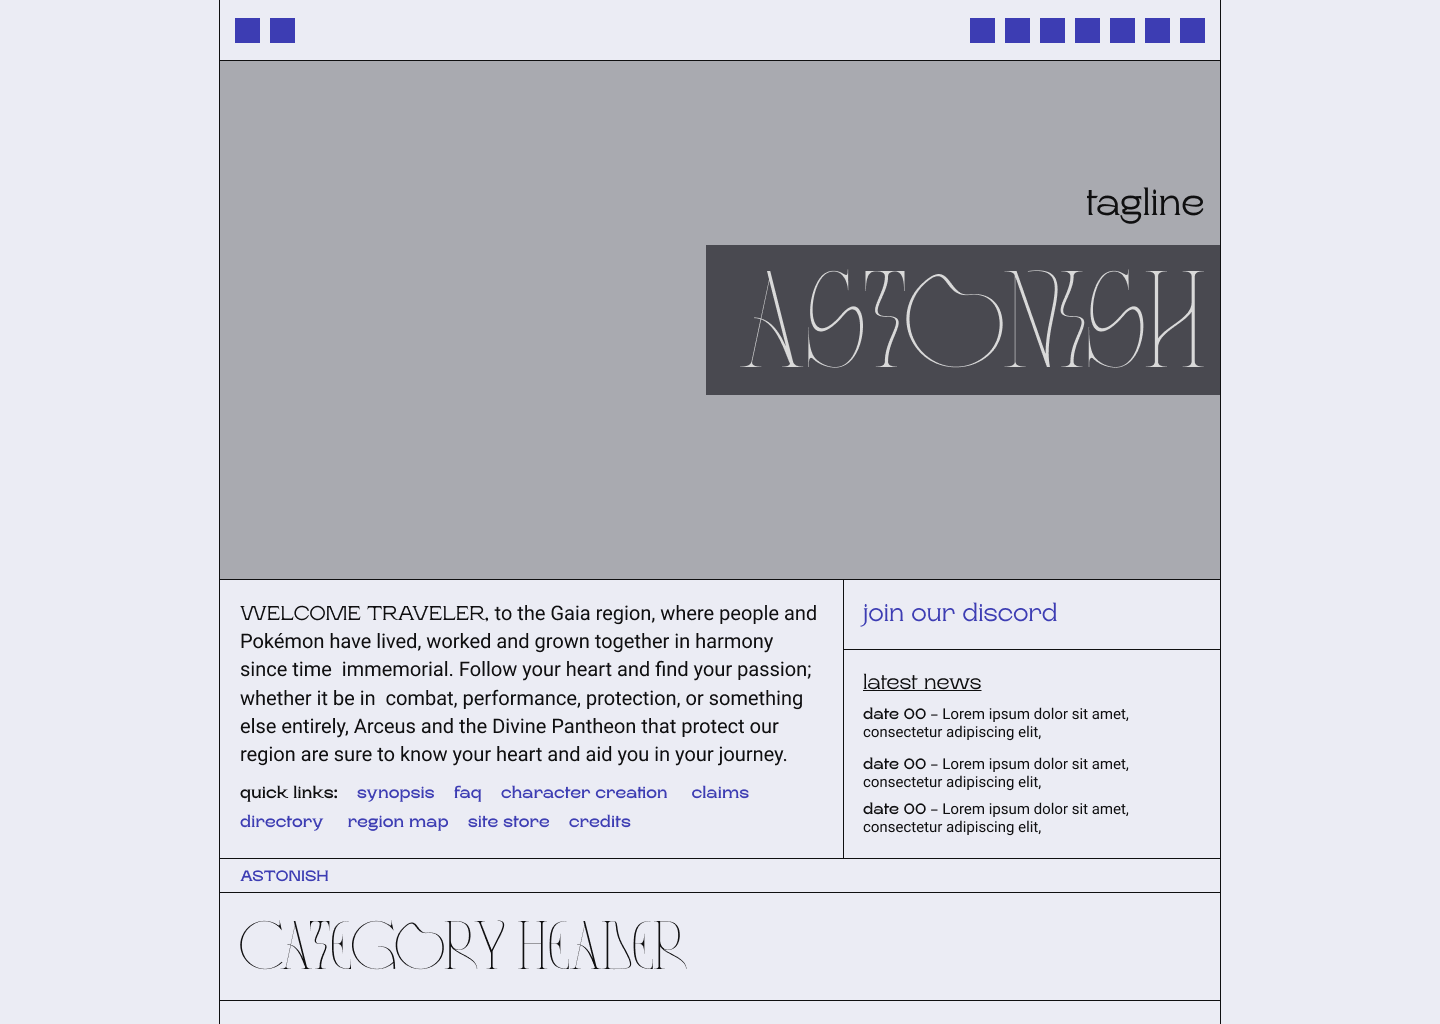 tagline
ASTONISH
WELCOME TRAVELER, to the Gaia region, where people and
Pokémon have lived, worked and grown together in harmony
since time  immemorial. Follow your heart and find your passion;
whether it be in  combat, performance, protection, or something
else entirely, Arceus and the Divine Pantheon that protect our
region are sure to know your heart and aid you in your journey.
quick links: synopsis faq character creation claims
directory region map site store credits
join our discord
latest news
date 00 – Lorem ipsum dolor sit amet,
consectetur adipiscing elit,
date 00 – Lorem ipsum dolor sit amet,
consectetur adipiscing elit,
date 00 – Lorem ipsum dolor sit amet,
consectetur adipiscing elit,
ASTONISH
CATEGORY HEADER